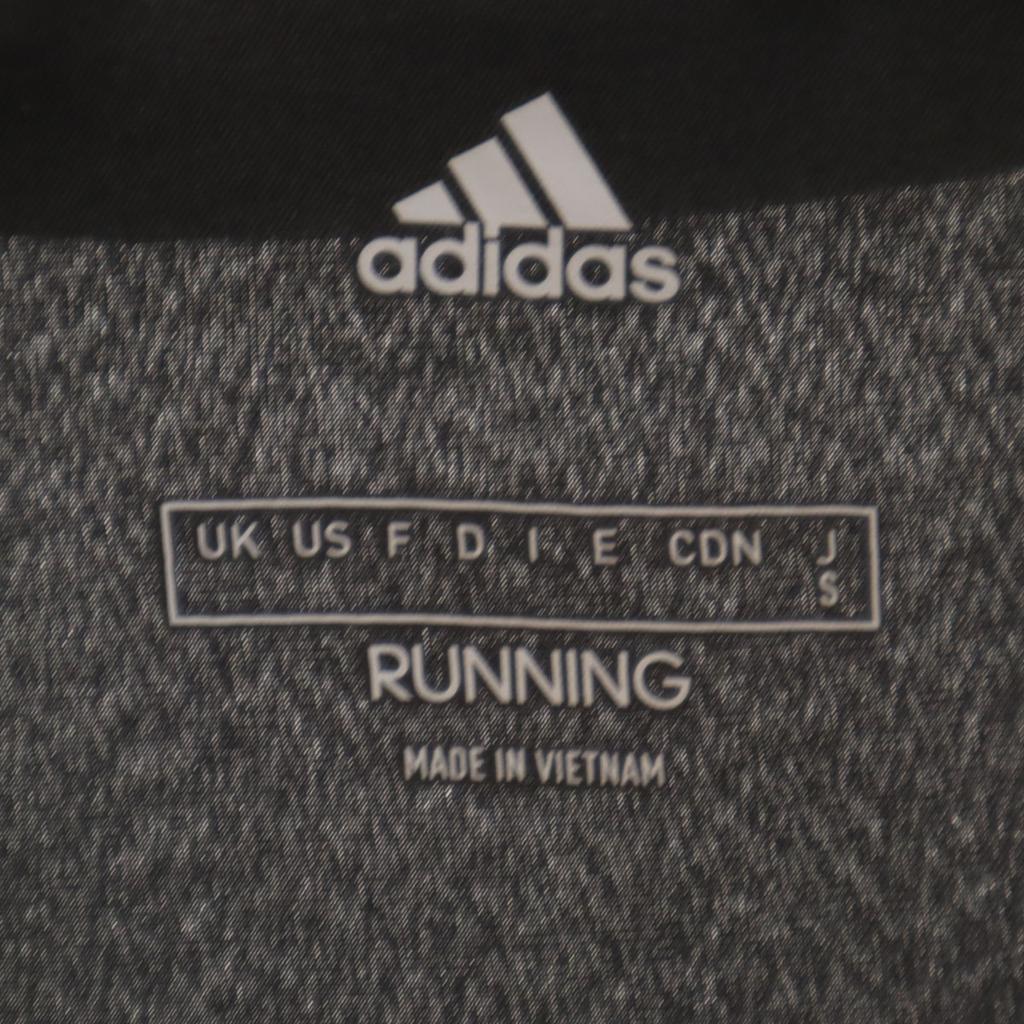 adidas
UK US F D I E CDN J
S
RUNNING
MADE IN VIETNAM